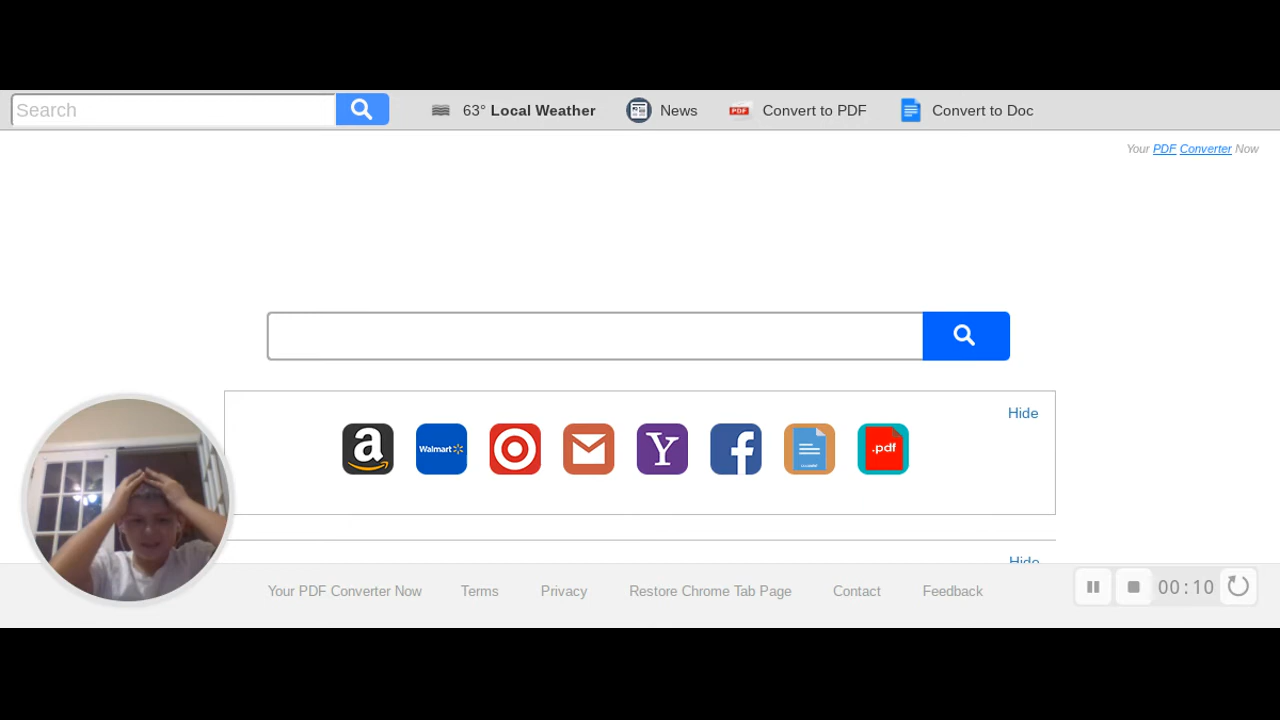 Search
63° Local Weather
News
Convert to PDF
Convert to Doc
Your PDF Converter Now
Hide
a
Walmart
Y
f
.pdf
Hide
Your PDF Converter Now
Terms
Privacy
Restore Chrome Tab Page
Contact
Feedback
00:10